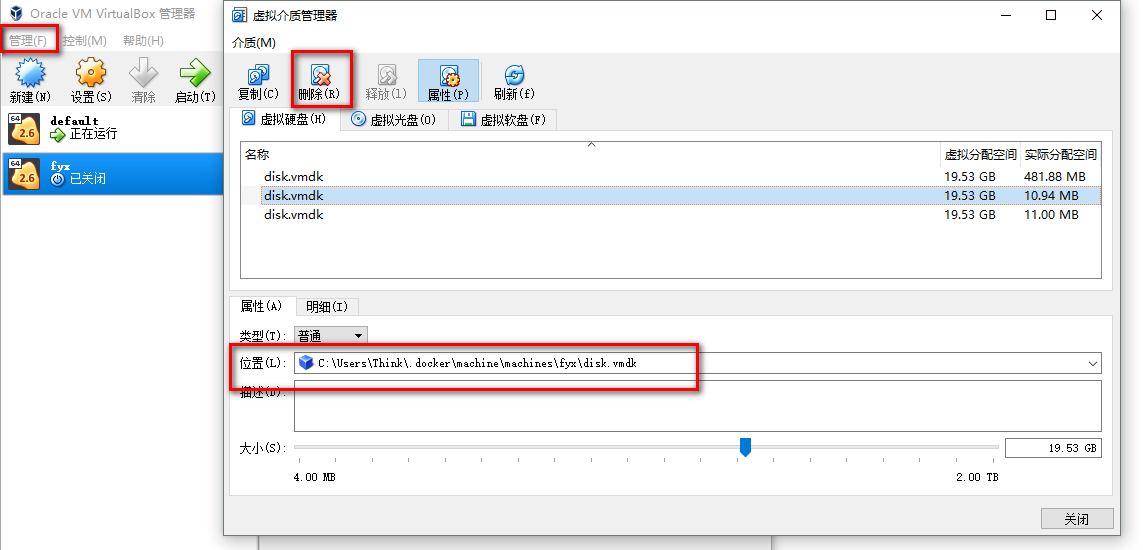 Oracle VM VirtualBox 管理器
管理(F) 控制(M) 帮助(H)
新建(N) 设置(S) 清除 启动(T)
64
2.6
default
正在运行
64
2.6
fyx
已关闭
虚拟介质管理器
介质(M)
复制(C) 删除(R) 释放(l) 属性(P) 刷新(f)
虚拟硬盘(H) 虚拟光盘(O) 虚拟软盘(F)
名称 虚拟分配空间 实际分配空间
disk.vmdk 19.53 GB 481.88 MB
disk.vmdk 19.53 GB 10.94 MB
disk.vmdk 19.53 GB 11.00 MB
属性(A) 明细(I)
类型(T): 普通
位置(L): C:\Users\Think\.docker\machine\machines\fyx\disk.vmdk
描述(D):
大小(S): 19.53 GB
4.00 MB 2.00 TB
关闭